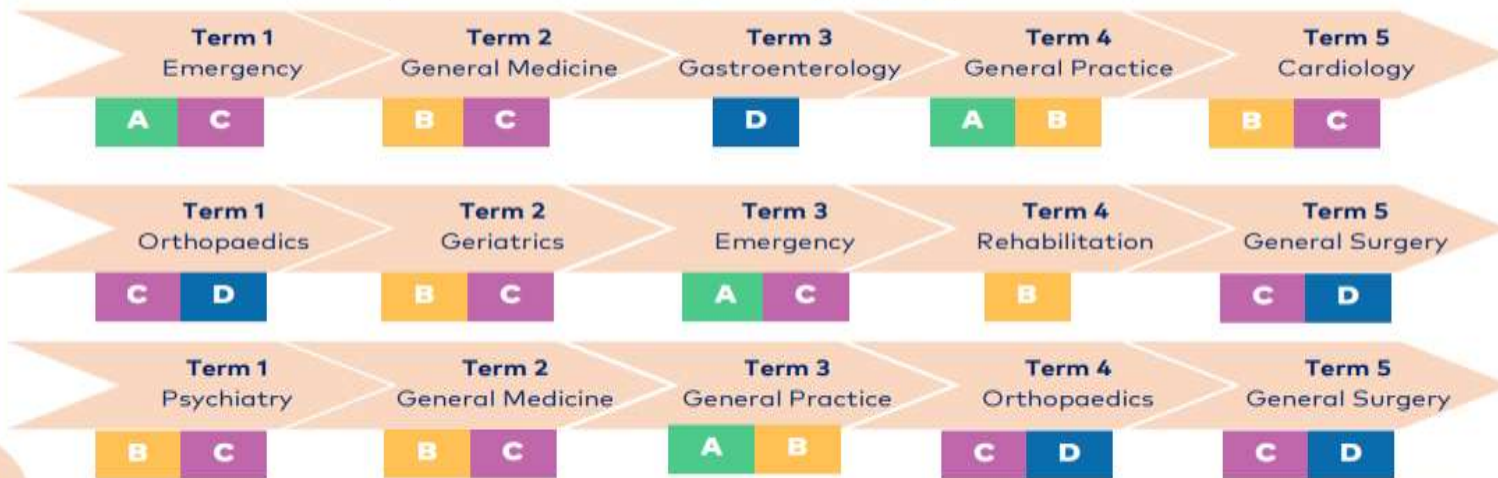 Term 1 Term 2 Term 3 Term 4 Term 5
Emergency General Medicine Gastroenterology General Practice Cardiology
A C B C D A B B C
Term 1 Term 2 Term 3 Term 4 Term 5
Orthopaedics Geriatrics Emergency Rehabilitation General Surgery
C D B C A C B C D
Term 1 Term 2 Term 3 Term 4 Term 5
Psychiatry General Medicine General Practice Orthopaedics General Surgery
B C B C A B C D C D